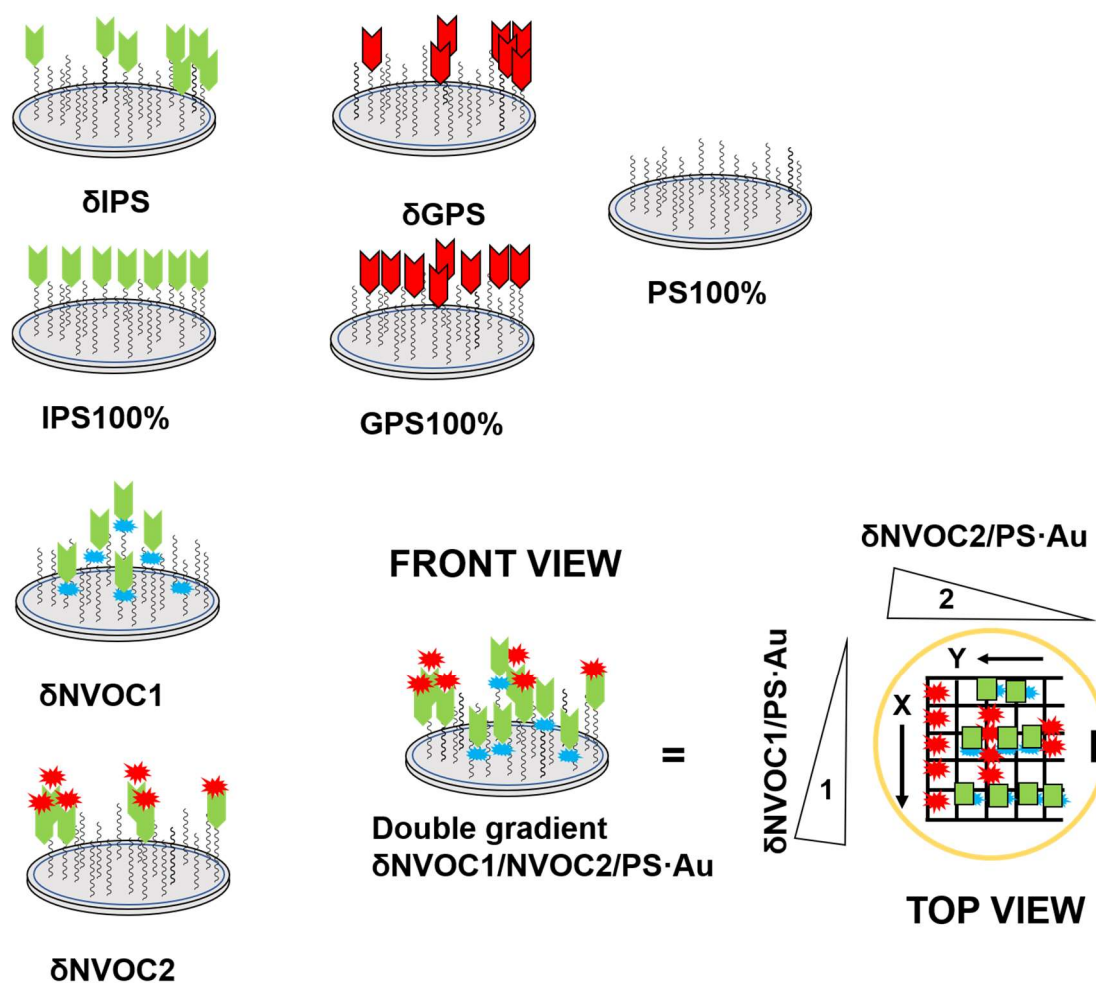 δIPS
δGPS
PS100%
IPS100%
GPS100%
δNVOC1
FRONT VIEW
Double gradient
δNVOC1/NVOC2/PS·Au
=
δNVOC2/PS·Au
2
δNVOC1/PS·Au
1
Y
X
TOP VIEW
δNVOC2